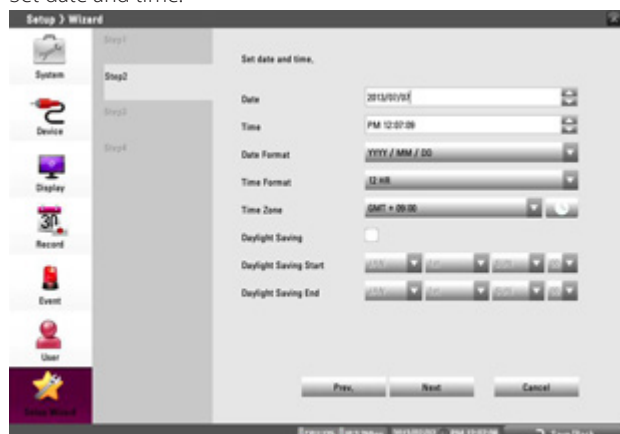 Set date and time.
Setup > Wizard
System
Device
Display
Record
Event
User
Setup Wizard
Step1
Step2
Step3
Step4
Set date and time.
Date
2013/07/07
Time
PM 12:07:09
Date Format
YYYY / MM / DD
Time Format
12 HR
Time Zone
GMT + 09:00
Daylight Saving
Daylight Saving Start
Daylight Saving End
Prev.
Next
Cancel